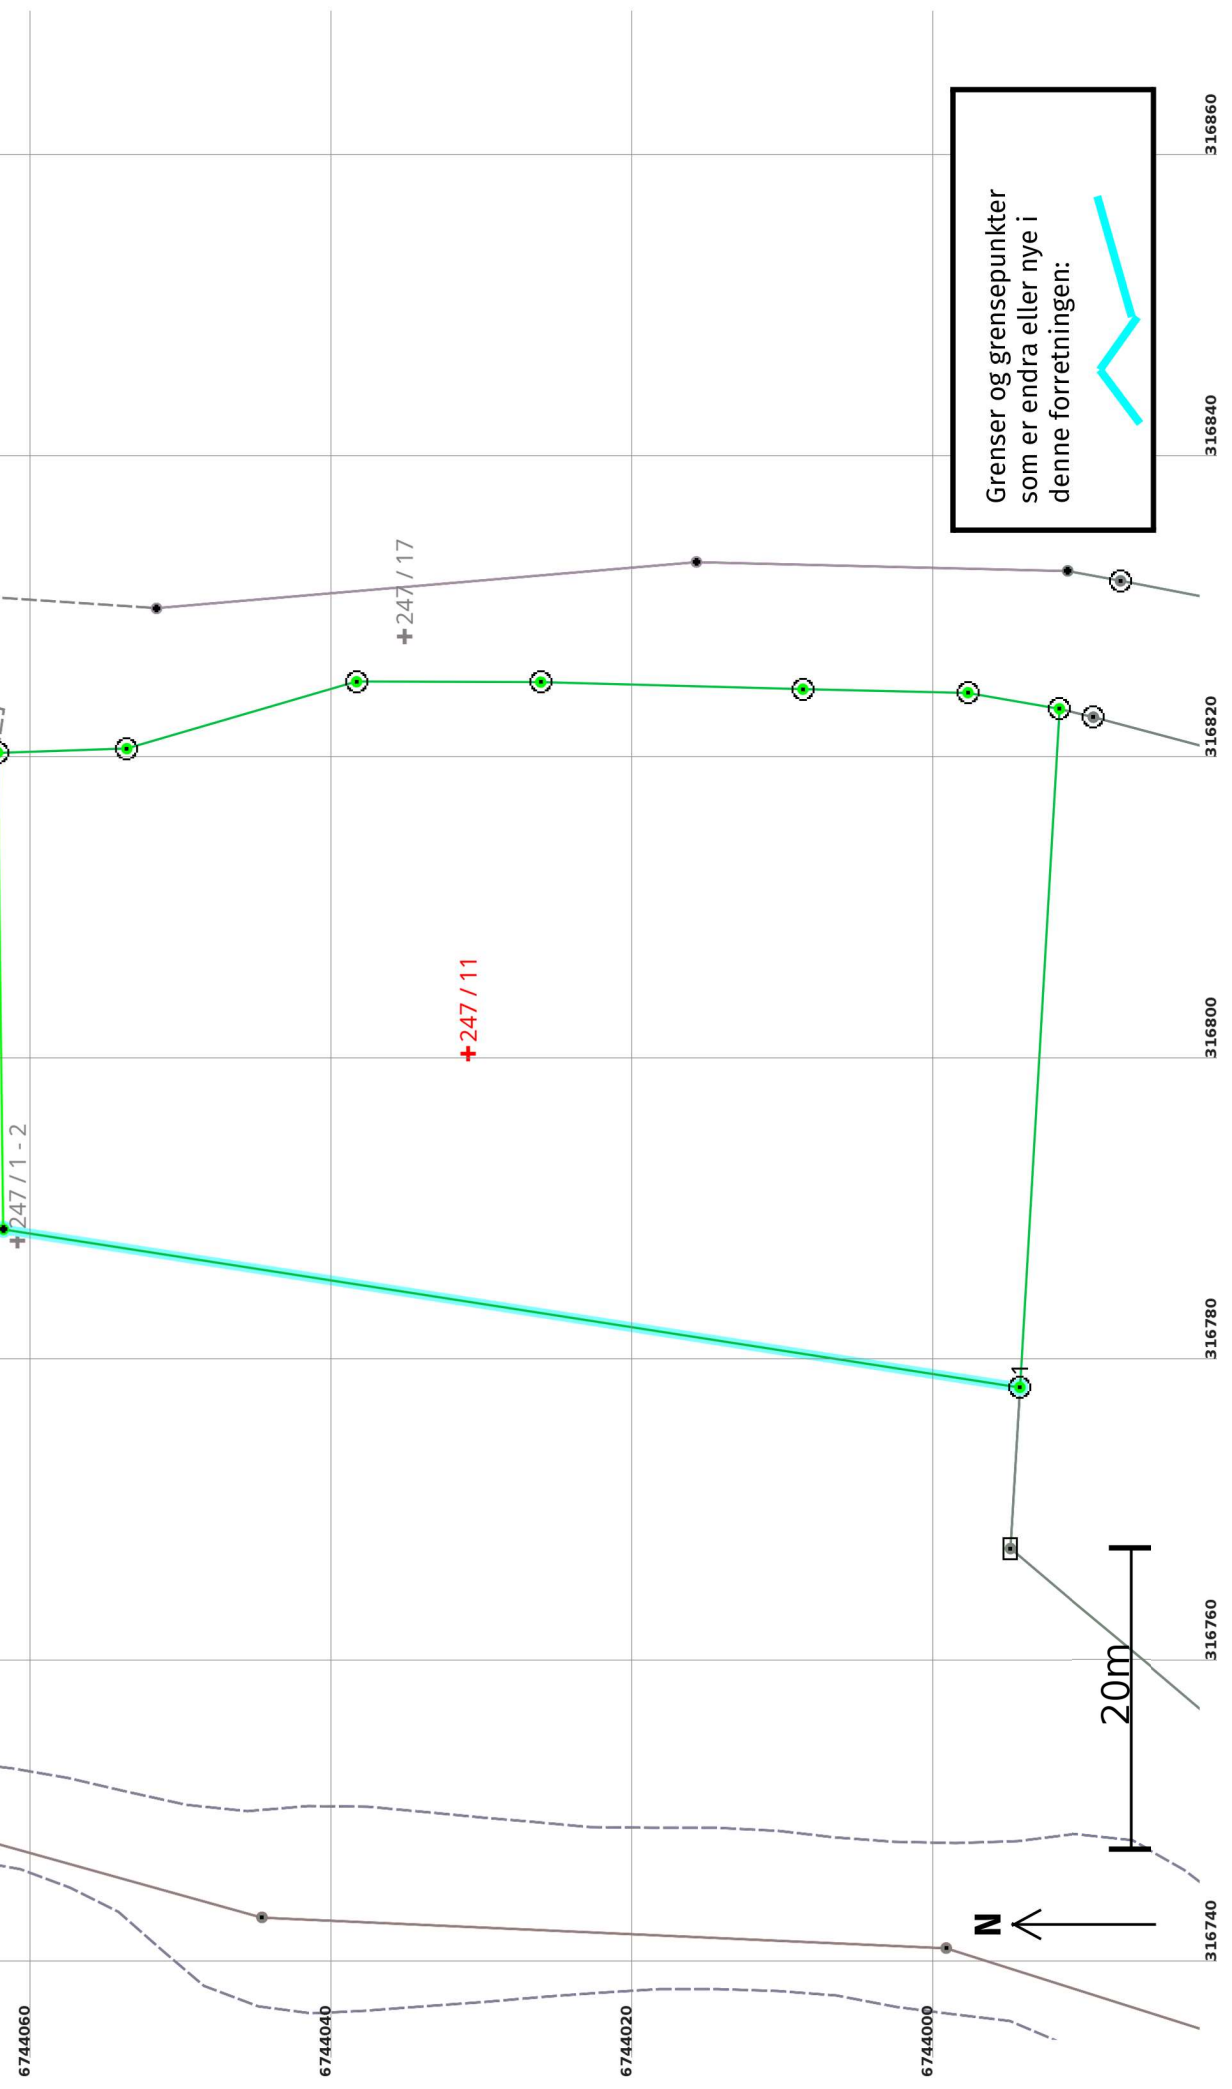 6744060
6744040
6744020
6744000
316740
316760
316780
316800
316820
316840
316860
247 / 1 - 2
247 / 11
247 / 17
1
N
20m
Grenser og grensepunkter
som er endra eller nye i
denne forretningen: